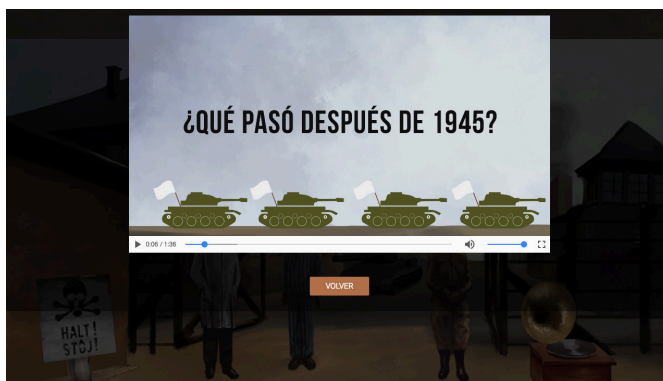 ¿QUÉ PASÓ DESPUÉS DE 1945?
0:06 / 1:36
VOLVER
HALT!
STÓJ!